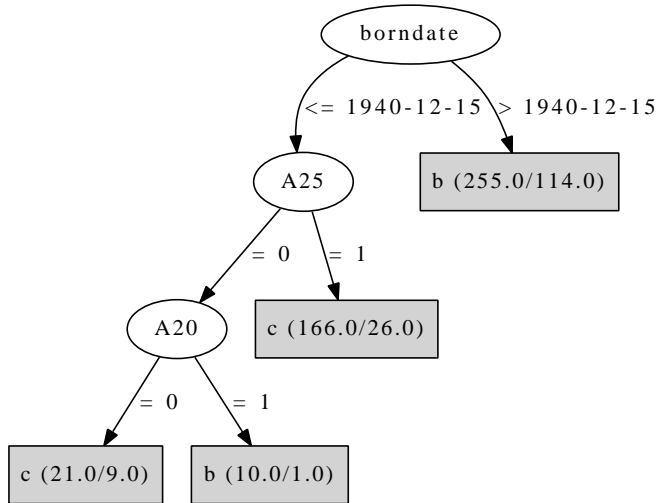 borndate
<= 1940-12-15 > 1940-12-15
A25 b (255.0/114.0)
= 0 = 1
A20 c (166.0/26.0)
= 0 = 1
c (21.0/9.0) b (10.0/1.0)